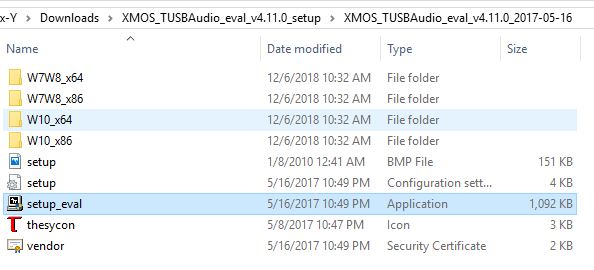 x-Y > Downloads > XMOS_TUSBAudio_eval_v4.11.0_setup > XMOS_TUSBAudio_eval_v4.11.0_2017-05-16
Name Date modified Type Size
W7W8_x64 12/6/2018 10:32 AM File folder
W7W8_x86 12/6/2018 10:32 AM File folder
W10_x64 12/6/2018 10:32 AM File folder
W10_x86 12/6/2018 10:32 AM File folder
setup 1/8/2010 12:41 AM BMP File 151 KB
setup 5/16/2017 10:49 PM Configuration sett... 4 KB
setup_eval 5/16/2017 10:49 PM Application 1,092 KB
thesycon 5/8/2017 10:47 PM Icon 3 KB
vendor 5/16/2017 10:49 PM Security Certificate 2 KB